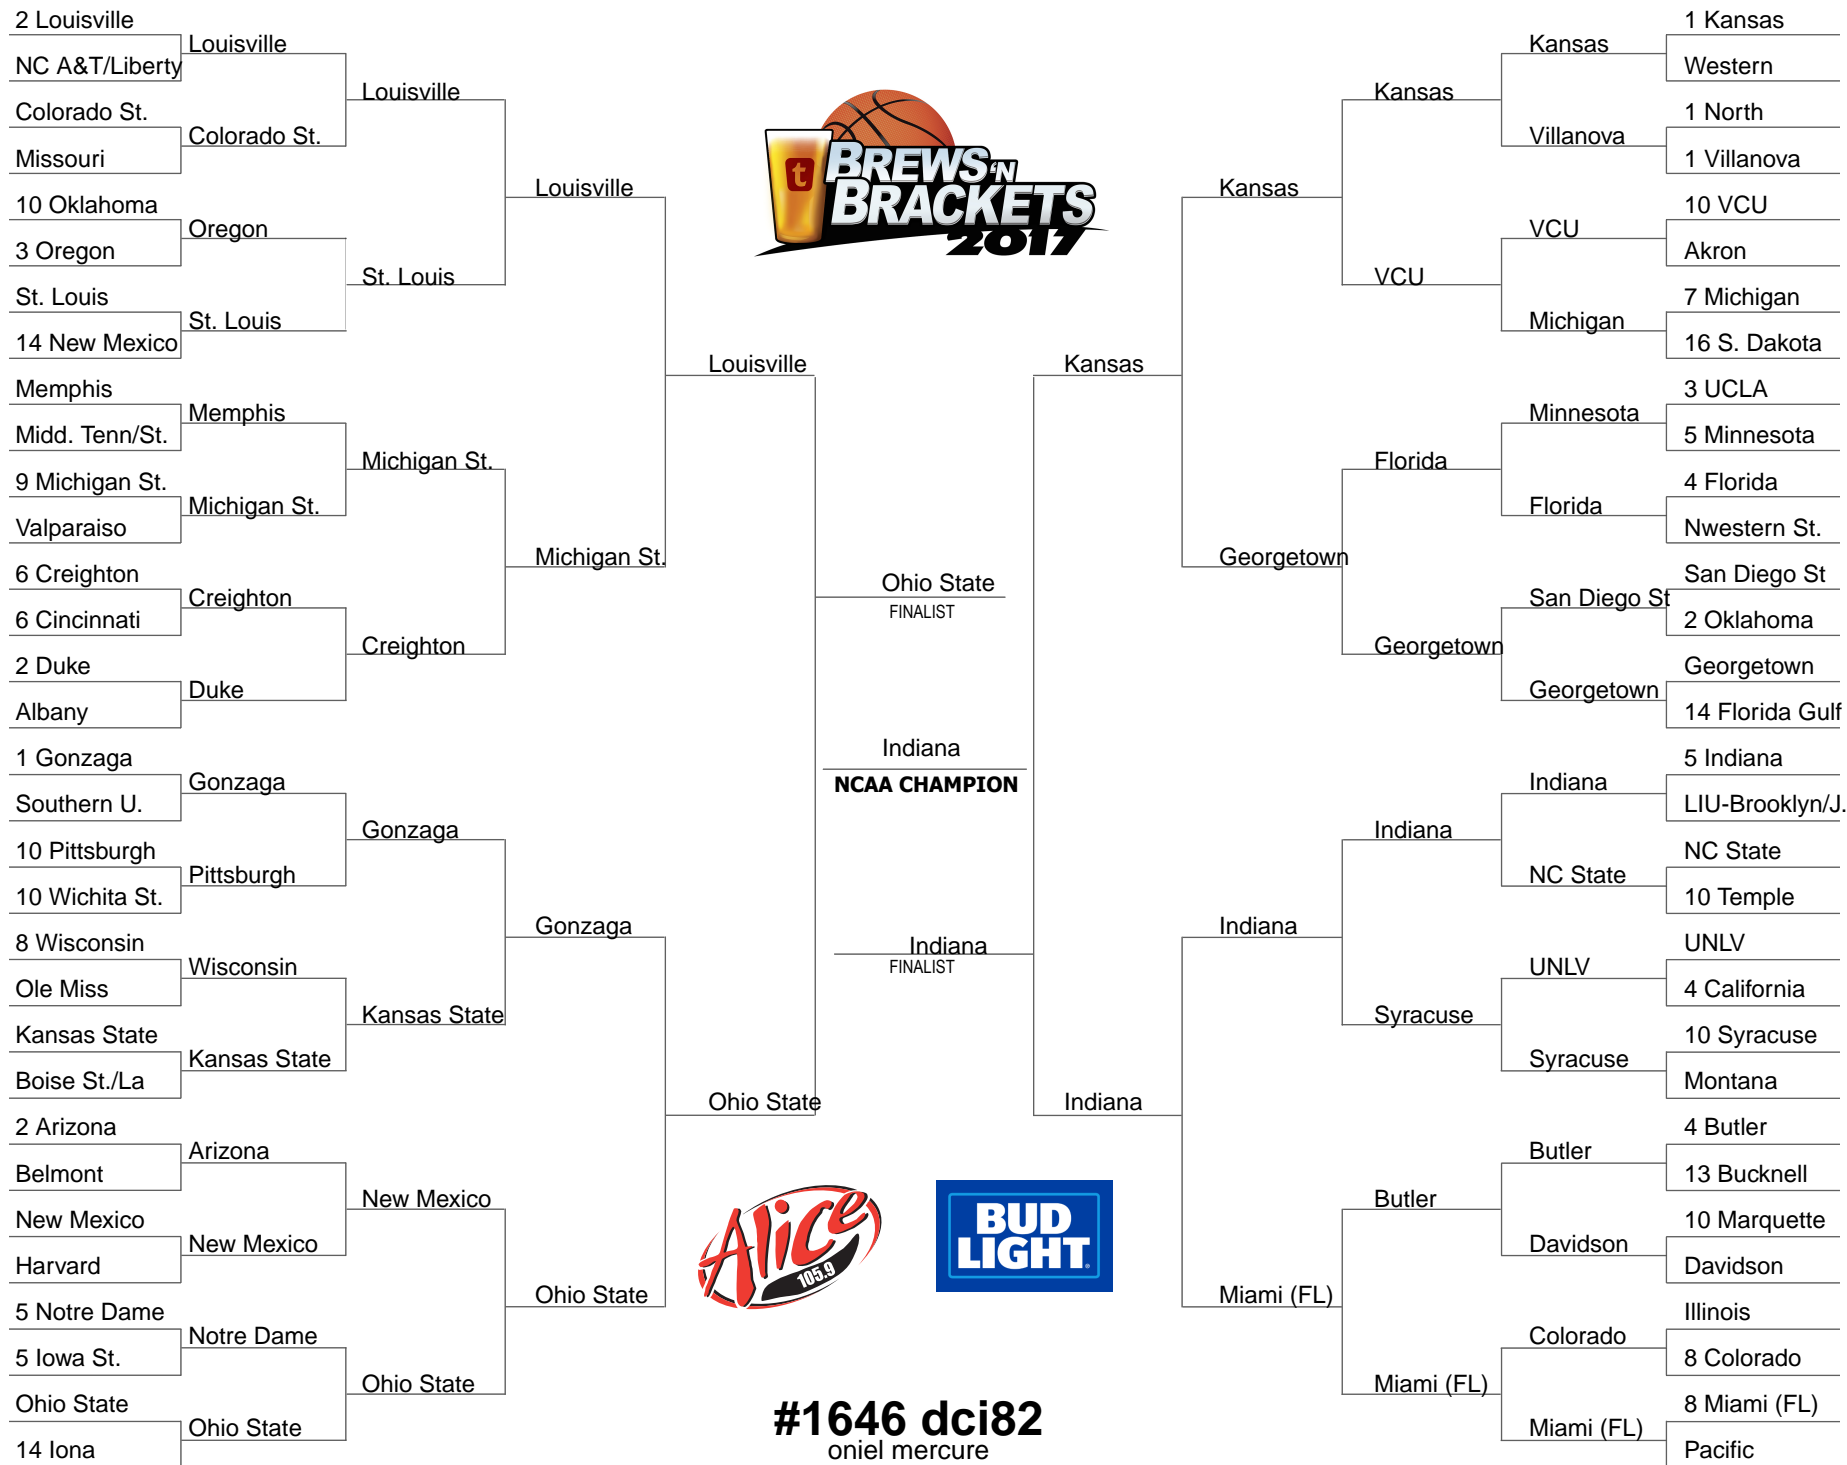 2 Louisville
NC A&T/Liberty
Colorado St.
Missouri
10 Oklahoma
3 Oregon
St. Louis
14 New Mexico
Memphis
Midd. Tenn/St.
9 Michigan St.
Valparaiso
6 Creighton
6 Cincinnati
2 Duke
Albany
1 Gonzaga
Southern U.
10 Pittsburgh
10 Wichita St.
8 Wisconsin
Ole Miss
Kansas State
Boise St./La
2 Arizona
Belmont
New Mexico
Harvard
5 Notre Dame
5 Iowa St.
Ohio State
14 Iona
Louisville
Colorado St.
Oregon
St. Louis
Memphis
Michigan St.
Creighton
Duke
Gonzaga
Pittsburgh
Wisconsin
Kansas State
Arizona
New Mexico
Notre Dame
Ohio State
Louisville
St. Louis
Michigan St.
Creighton
Gonzaga
Kansas State
New Mexico
Ohio State
Louisville
Michigan St.
Gonzaga
Ohio State
Louisville
Ohio State
t
BREWS 'N
BRACKETS
2017
Ohio State
FINALIST
Indiana
NCAA CHAMPION
Indiana
FINALIST
Alice
105.9
BUD
LIGHT
#1646 dci82
oniel mercure
Kansas
Indiana
Kansas
Georgetown
Indiana
Miami (FL)
Kansas
VCU
Florida
Georgetown
Indiana
Syracuse
Butler
Miami (FL)
Kansas
Villanova
VCU
Michigan
Minnesota
Florida
San Diego St
Georgetown
Indiana
NC State
UNLV
Syracuse
Butler
Davidson
Colorado
Miami (FL)
1 Kansas
Western
1 North
1 Villanova
10 VCU
Akron
7 Michigan
16 S. Dakota
3 UCLA
5 Minnesota
4 Florida
Nwestern St.
San Diego St
2 Oklahoma
Georgetown
14 Florida Gulf
5 Indiana
LIU-Brooklyn/J.
NC State
10 Temple
UNLV
4 California
10 Syracuse
Montana
4 Butler
13 Bucknell
10 Marquette
Davidson
Illinois
8 Colorado
8 Miami (FL)
Pacific